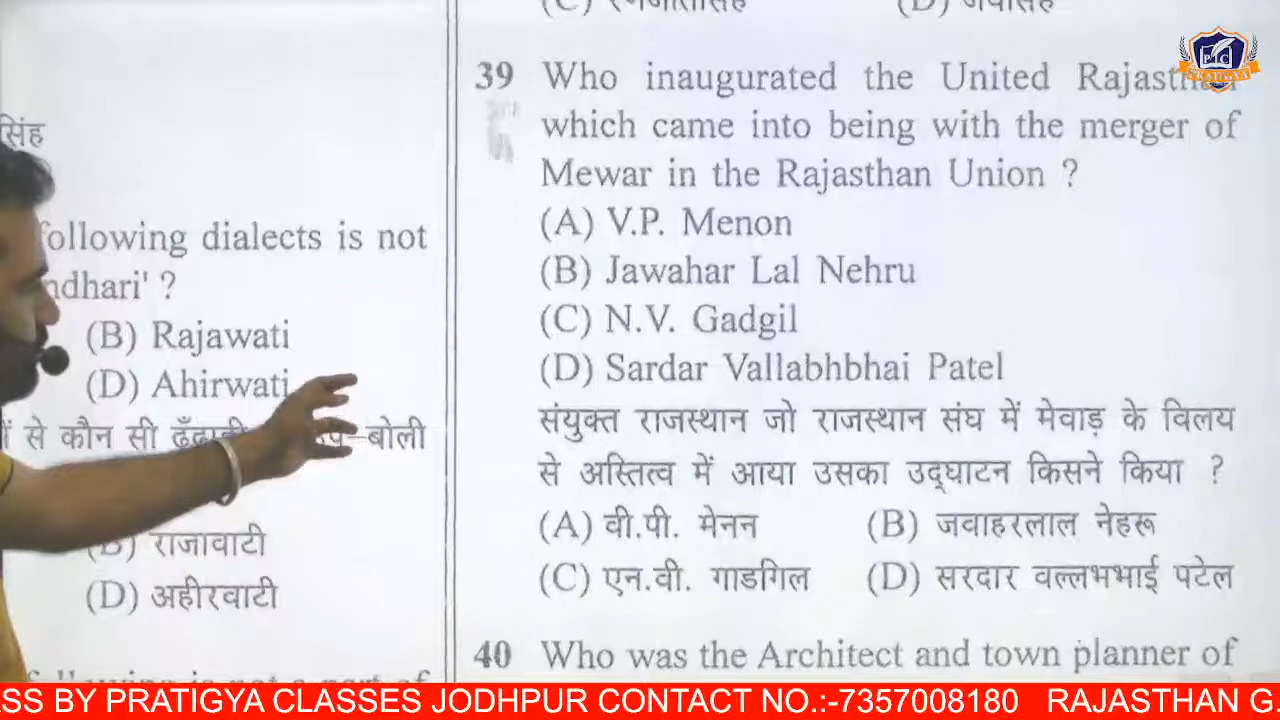 सिंह
following dialects is not
ndhari' ?
(B) Rajawati
(D) Ahirwati
से कौन सी
–बोली
(B) राजावाटी
(D) अहीरवाटी
39 Who inaugurated the United
which came into being with the merger of
Mewar in the Rajasthan Union ?
(A) V.P. Menon
(B) Jawahar Lal Nehru
(C) N.V. Gadgil
(D) Sardar Vallabhbhai Patel
संयुक्त राजस्थान जो राजस्थान संघ में मेवाड़ के विलय
से अस्तित्व में आया उसका उद्घाटन किसने किया ?
(A) वी.पी. मेनन (B) जवाहरलाल नेहरू
(C) एन.वी. गाडगिल (D) सरदार वल्लभभाई पटेल
40 Who was the Architect and town planner of
ASS BY PRATIGYA CLASSES JODHPUR CONTACT NO.:-7357008180 RAJASTHAN G.